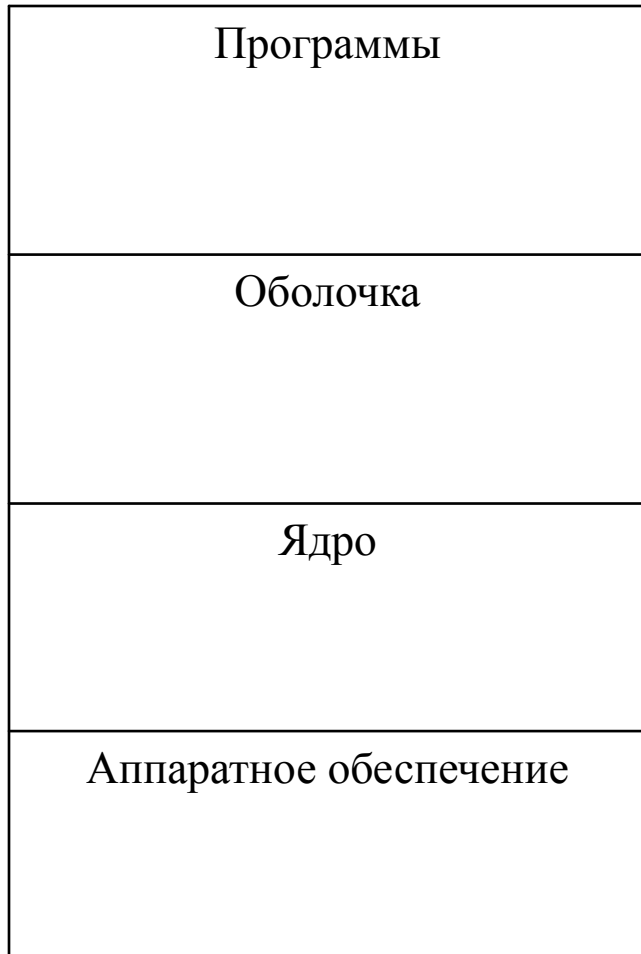 Программы
Оболочка
Ядро
Аппаратное обеспечение